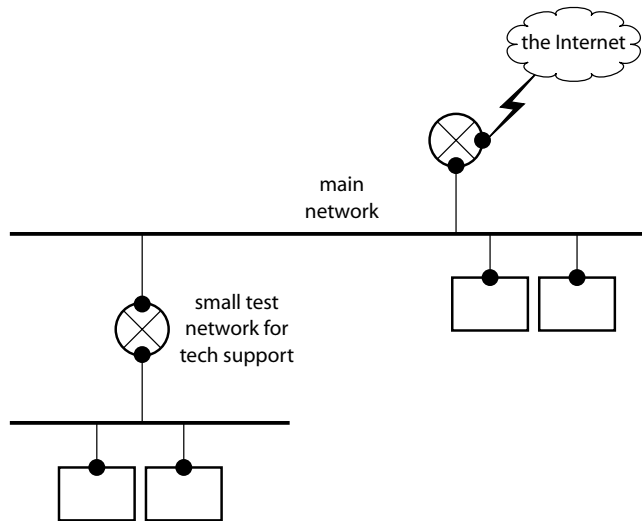 the Internet
main
network
small test
network for
tech support